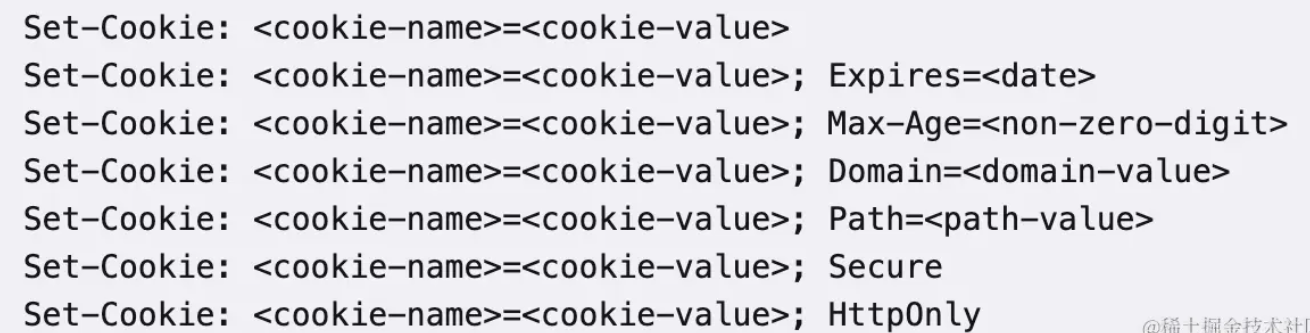 Set-Cookie: <cookie-name>=<cookie-value>
Set-Cookie: <cookie-name>=<cookie-value>; Expires=<date>
Set-Cookie: <cookie-name>=<cookie-value>; Max-Age=<non-zero-digit>
Set-Cookie: <cookie-name>=<cookie-value>; Domain=<domain-value>
Set-Cookie: <cookie-name>=<cookie-value>; Path=<path-value>
Set-Cookie: <cookie-name>=<cookie-value>; Secure
Set-Cookie: <cookie-name>=<cookie-value>; HttpOnly
@稀土掘金技术社区